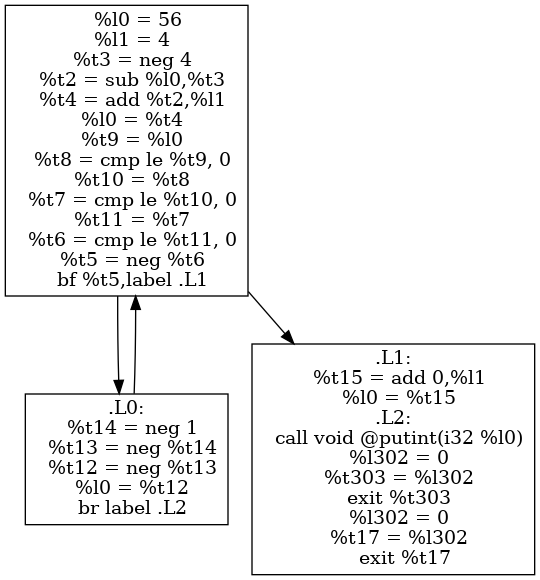 %l0 = 56
%l1 = 4
%t3 = neg 4
%t2 = sub %l0,%t3
%t4 = add %t2,%l1
%l0 = %t4
%t9 = %l0
%t8 = cmp le %t9, 0
%t10 = %t8
%t7 = cmp le %t10, 0
%t11 = %t7
%t6 = cmp le %t11, 0
%t5 = neg %t6
bf %t5,label .L1
.L0:
%t14 = neg 1
%t13 = neg %t14
%t12 = neg %t13
%l0 = %t12
br label .L2
.L1:
%t15 = add 0,%l1
%l0 = %t15
.L2:
call void @putint(i32 %l0)
%l302 = 0
%t303 = %l302
exit %t303
%l302 = 0
%t17 = %l302
exit %t17